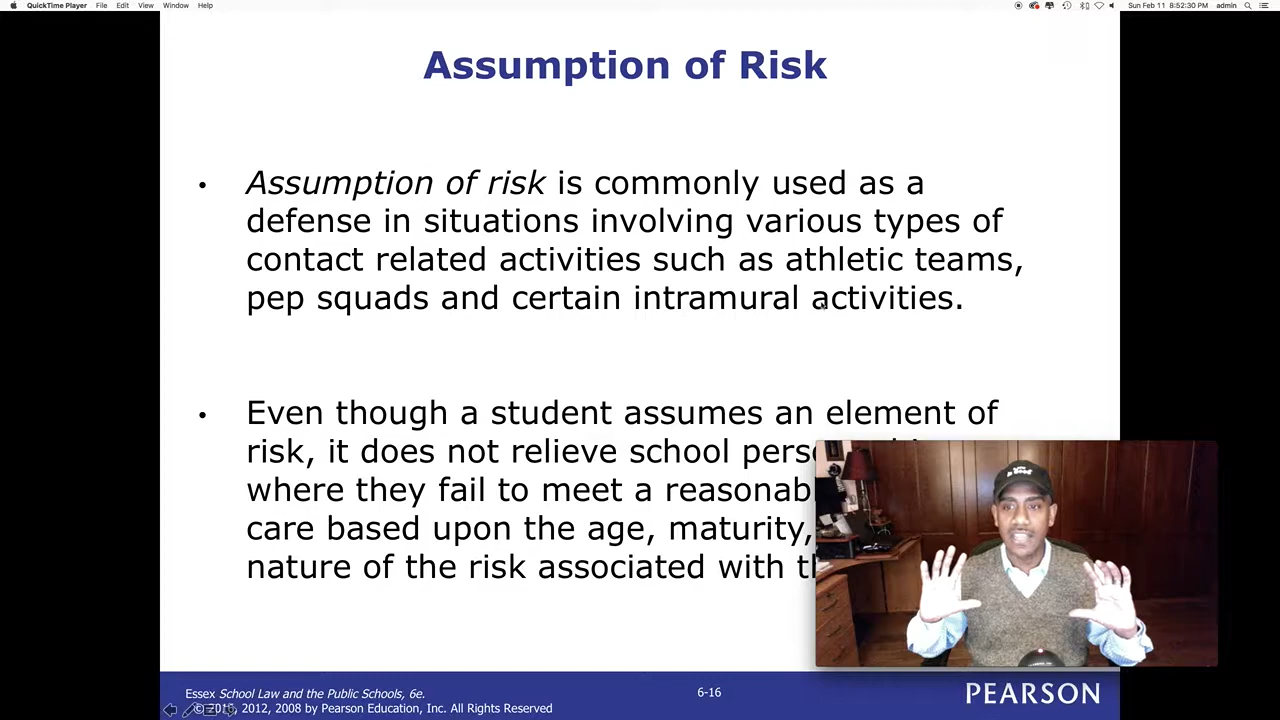 QuickTime Player File Edit View Window Help
Sun Feb 11 8:52:30 PM admin
Assumption of Risk
• Assumption of risk is commonly used as a
defense in situations involving various types of
contact related activities such as athletic teams,
pep squads and certain intramural activities.
• Even though a student assumes an element of
risk, it does not relieve school
where they fail to meet a
care based upon the age, maturity,
nature of the risk associated with
Essex School Law and the Public Schools, 6e.
2012, 2008 by Pearson Education, Inc. All Rights Reserved
6-16
PEARSON